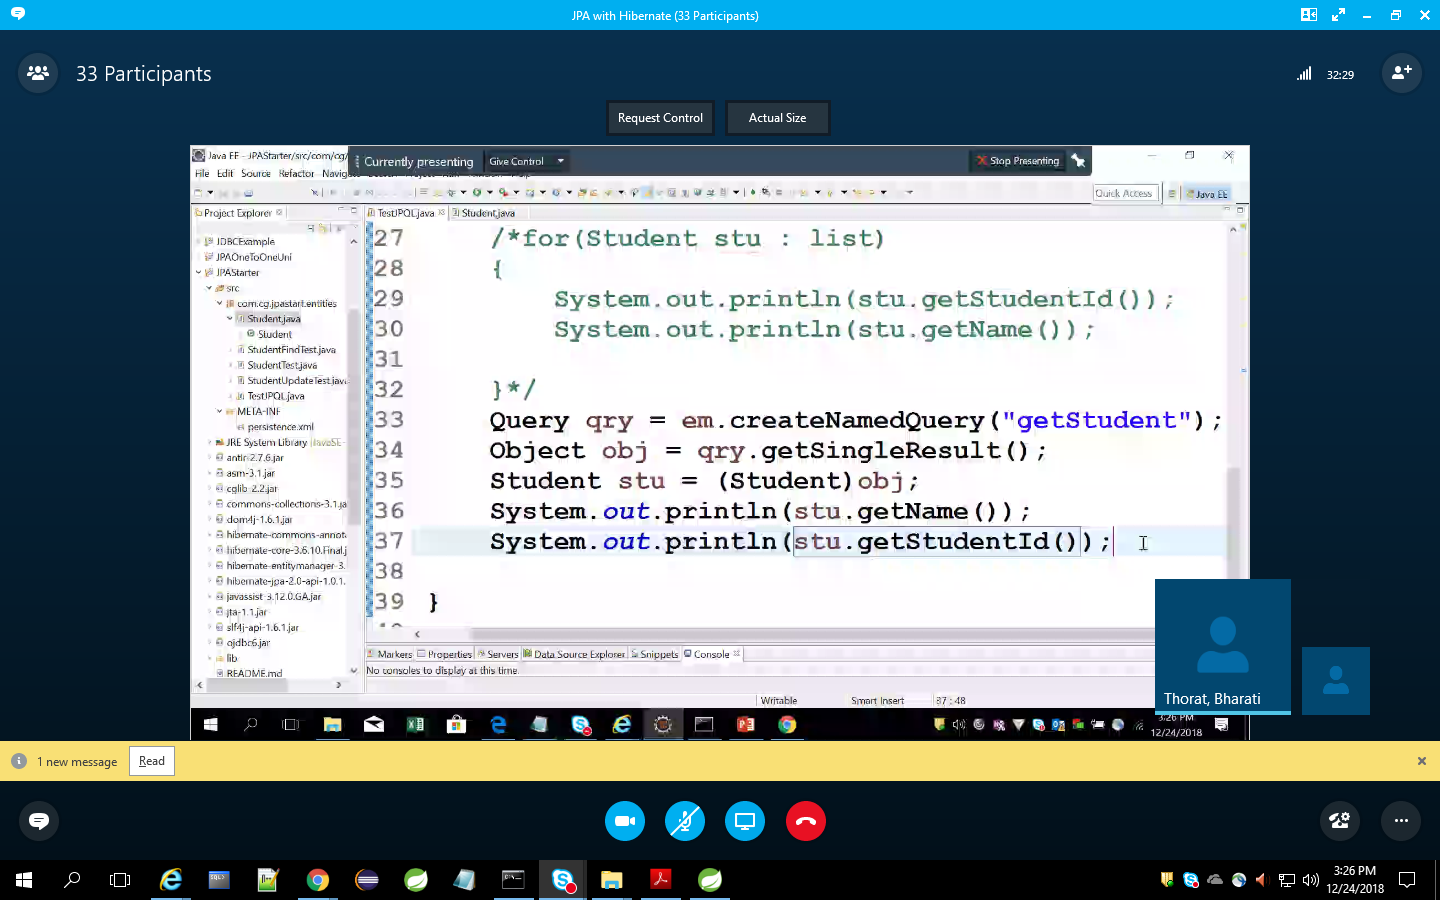 JPA with Hibernate (33 Participants)
33 Participants
32:29
Request Control
Actual Size
Java EE - JPAStarter/src/com/cg/
Currently presenting
Give Control
Stop Presenting
File Edit Source Refactor
Quick Access
Java EE
Project Explorer
TestJPQL.java
Student.java
JDBCExample
JPAOneToOneUni
JPAStarter
src
com.cg.jpastart.entities
Student.java
Student
StudentFindTest.java
StudentTest.java
StudentUpdateTest.java
TestJPQL.java
META-INF
persistence.xml
JRE System Library [JavaSE-
antlr-2.7.6.jar
asm-3.1.jar
cglib-2.2.jar
commons-collections-3.1.ja
dom4j-1.6.1.jar
hibernate-commons-annota
hibernate-core-3.6.10.Final.j
hibernate-entitymanager-3.
hibernate-jpa-2.0-api-1.0.1.
javassist-3.12.0.GA.jar
jta-1.1.jar
slf4j-api-1.6.1.jar
ojdbc6.jar
lib
README.md
27 /*for(Student stu : list)
28 {
29 System.out.println(stu.getStudentId());
30 System.out.println(stu.getName());
31
32 }*/
33 Query qry = em.createNamedQuery("getStudent");
34 Object obj = qry.getSingleResult();
35 Student stu = (Student)obj;
36 System.out.println(stu.getName());
37 System.out.println(stu.getStudentId());
38
39 }
Markers Properties Servers Data Source Explorer Snippets Console
No consoles to display at this time.
Writable
Smart Insert
37 : 48
Thorat, Bharati
3:26 PM
12/24/2018
1 new message
Read
3:26 PM
12/24/2018